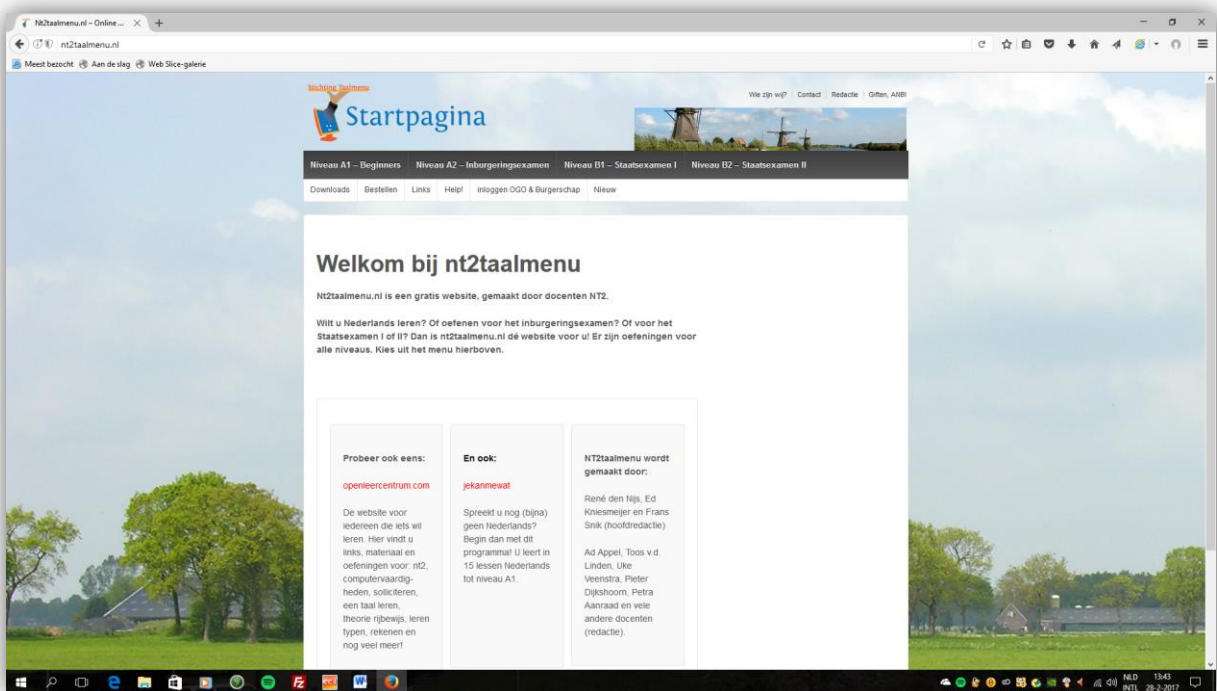 Nt2taalmenu.nl – Online ...
nt2taalmenu.nl
Meest bezocht Aan de slag Web Slice-galerie
Stichting Taalmenu
Startpagina
Wie zijn wij? Contact Redactie Giften, ANBI
Niveau A1 – Beginners Niveau A2 – Inburgeringsexamen Niveau B1 – Staatsexamen I Niveau B2 – Staatsexamen II
Downloads Bestellen Links Help! inloggen OGO & Burgerschap Nieuw
Welkom bij nt2taalmenu
Nt2taalmenu.nl is een gratis website, gemaakt door docenten NT2.
Wilt u Nederlands leren? Of oefenen voor het inburgeringsexamen? Of voor het
Staatsexamen I of II? Dan is nt2taalmenu.nl dé website voor u! Er zijn oefeningen voor
alle niveaus. Kies uit het menu hierboven.
Probeer ook eens:
openleercentrum.com
De website voor
iedereen die iets wil
leren. Hier vindt u
links, materiaal en
oefeningen voor: nt2,
computervaardig-
heden, solliciteren,
een taal leren,
theorie rijbewijs, leren
typen, rekenen en
nog veel meer!
En ook:
jekanmewat
Spreekt u nog (bijna)
geen Nederlands?
Begin dan met dit
programma! U leert in
15 lessen Nederlands
tot niveau A1.
NT2taalmenu wordt
gemaakt door:
René den Nijs, Ed
Kniesmeijer en Frans
Snik (hoofdredactie)
Ad Appel, Toos v.d.
Linden, Uke
Veenstra, Pieter
Dijkshoorn, Petra
Aanraad en vele
andere docenten
(redactie).
NLD 13:43
INTL 28-2-2017